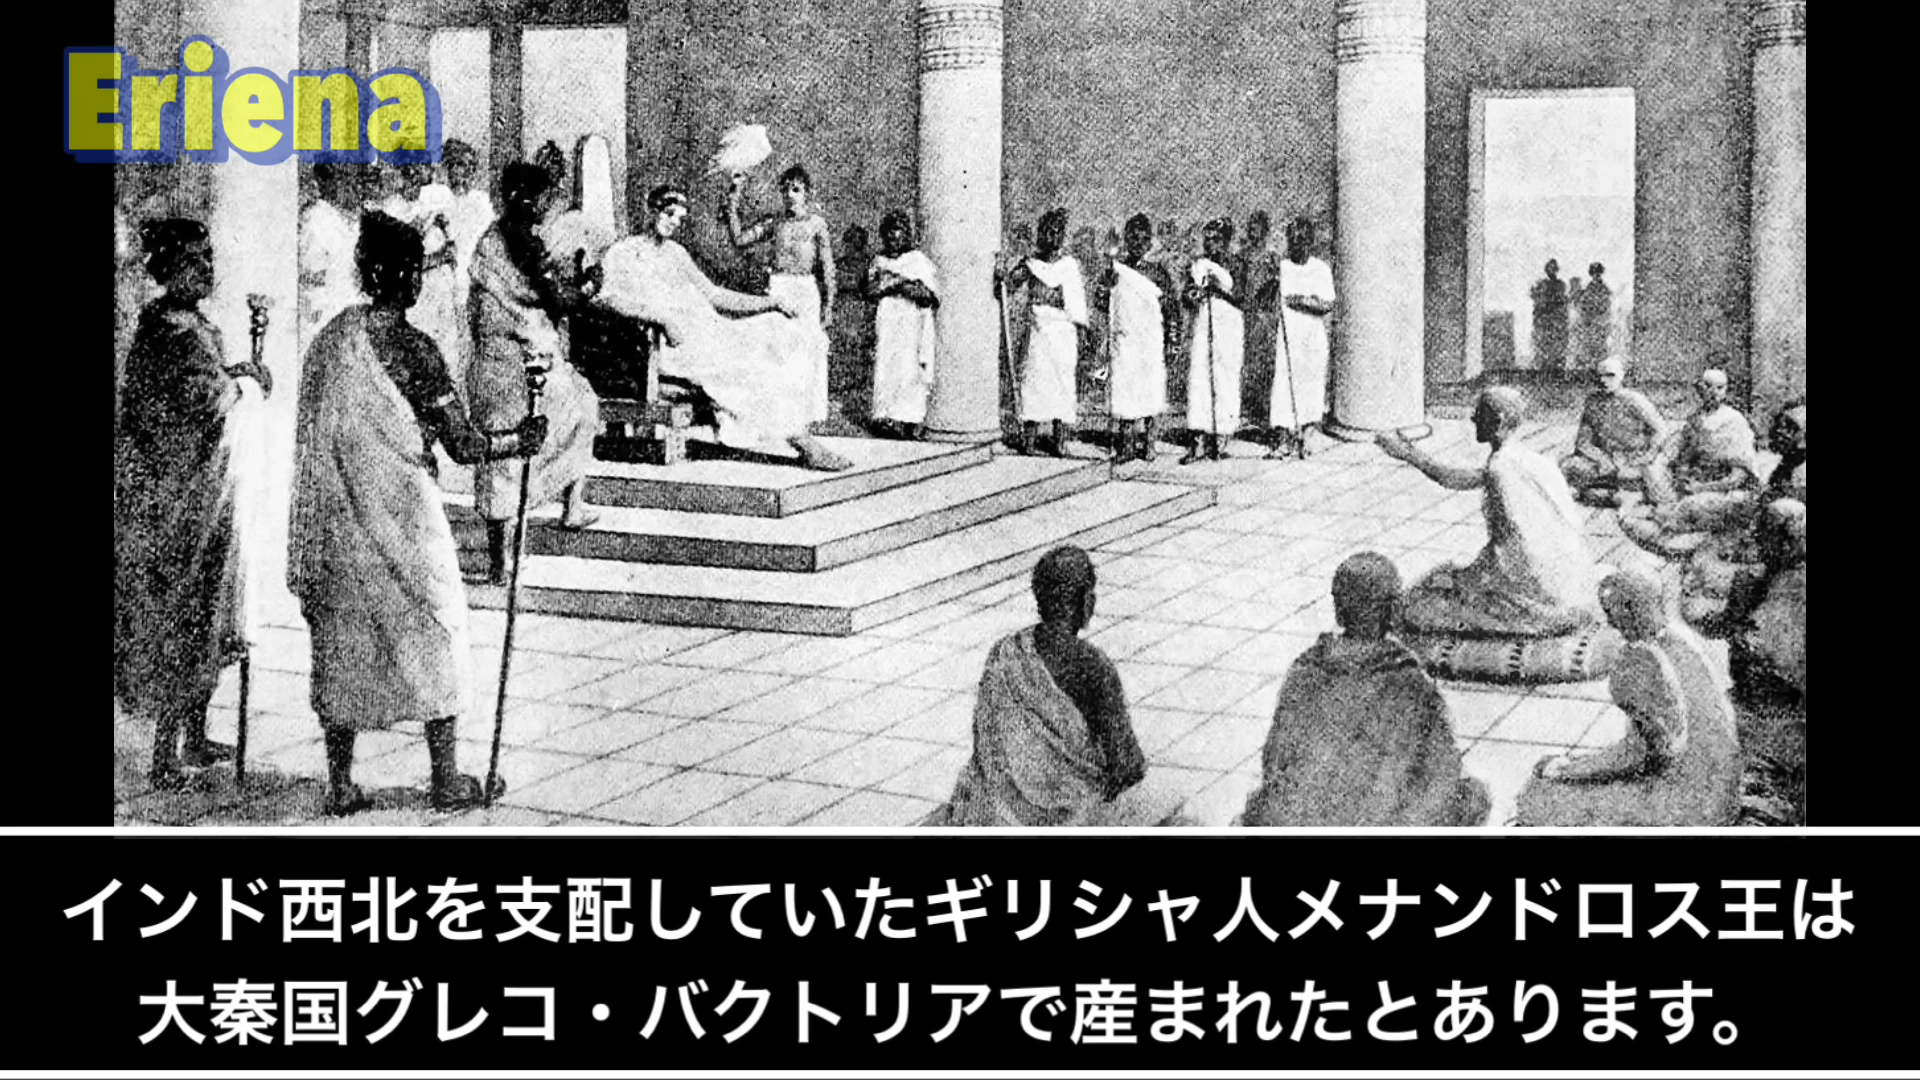 Eriena
インド西北を支配していたギリシャ人メナンドロス王は
大秦国グレコ・バクトリアで産まれたとあります。